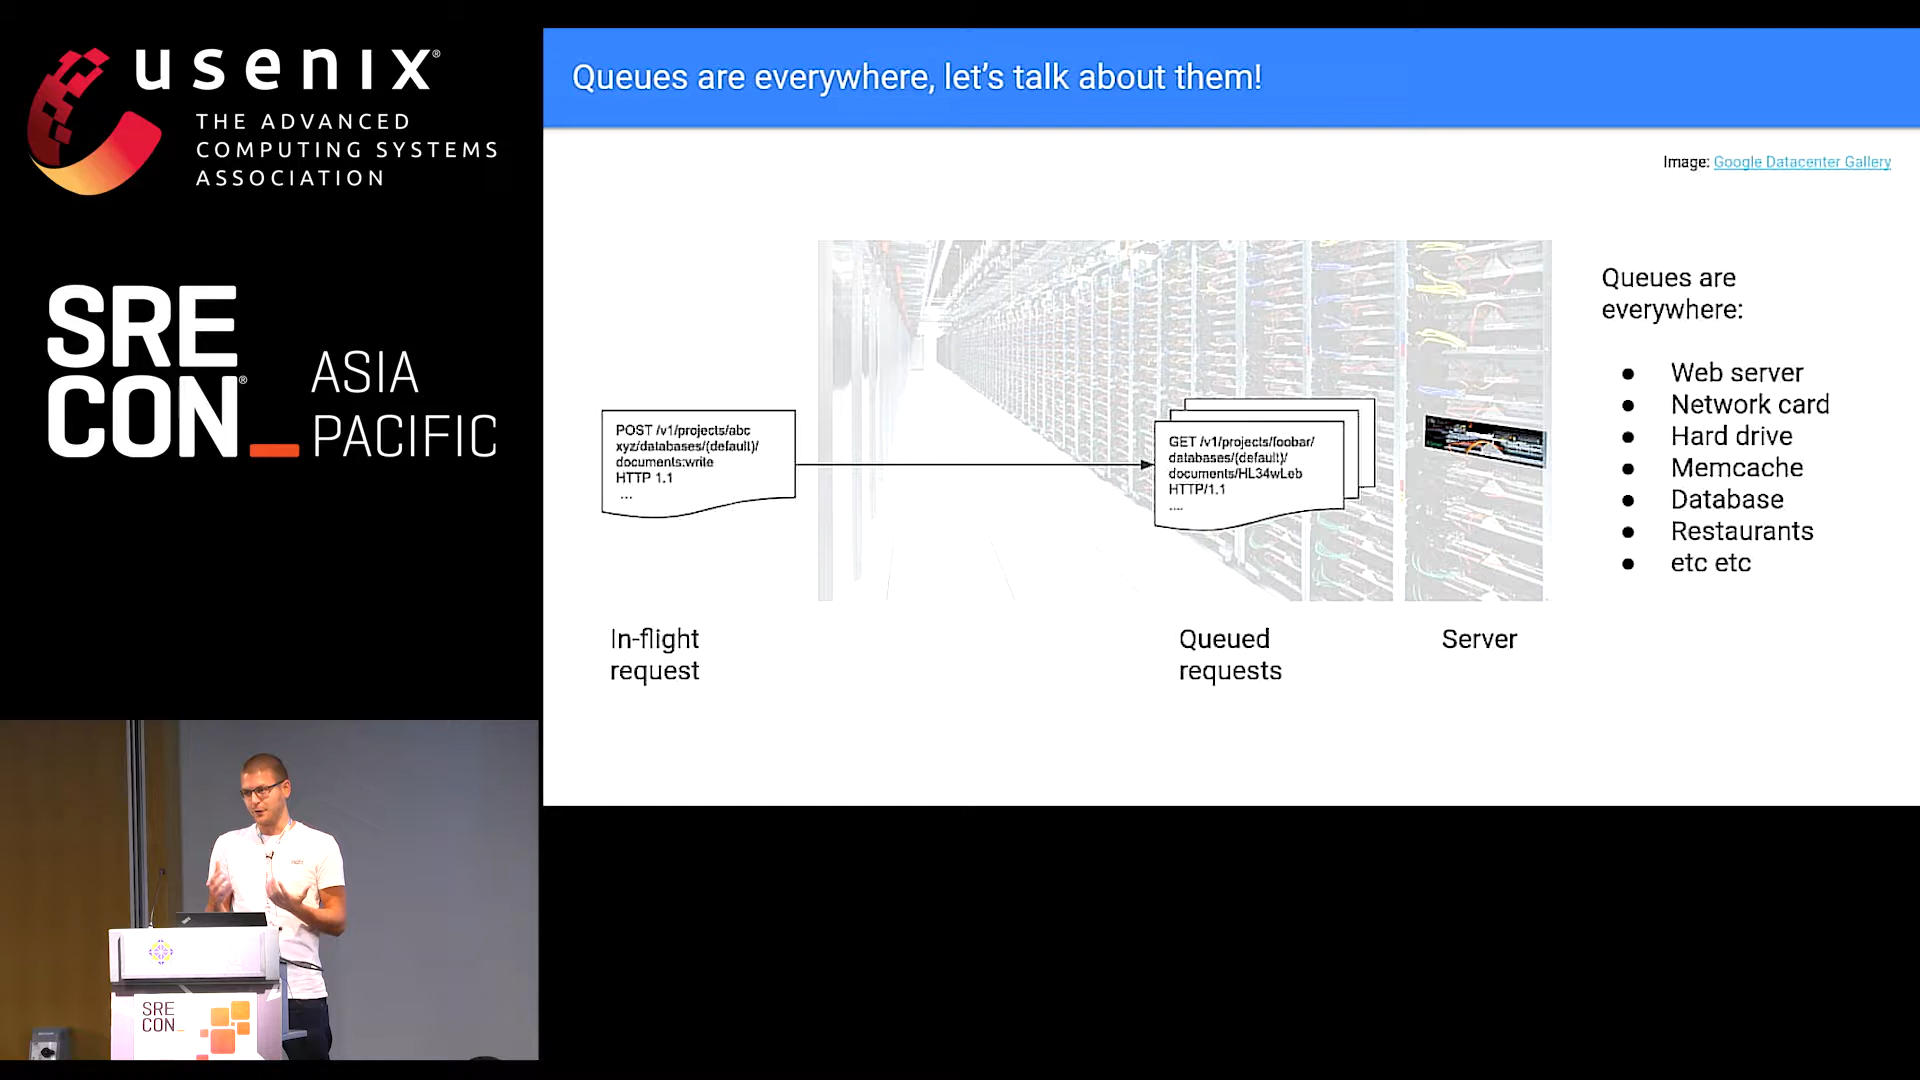 usenix®
THE ADVANCED
COMPUTING SYSTEMS
ASSOCIATION
SRE
CON®_
ASIA
PACIFIC
Queues are everywhere, let’s talk about them!
Image: Google Datacenter Gallery
POST /v1/projects/abc
xyz/databases/(default)/
documents:write
HTTP 1.1
...
GET /v1/projects/foobar/
databases/(default)/
documents/HL34wLeb
HTTP/1.1
....
In-flight
request
Queued
requests
Server
Queues are
everywhere:
● Web server
● Network card
● Hard drive
● Memcache
● Database
● Restaurants
● etc etc
SRE
CON_